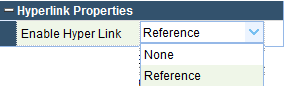 Hyperlink Properties
Enable Hyper Link Reference
None
Reference